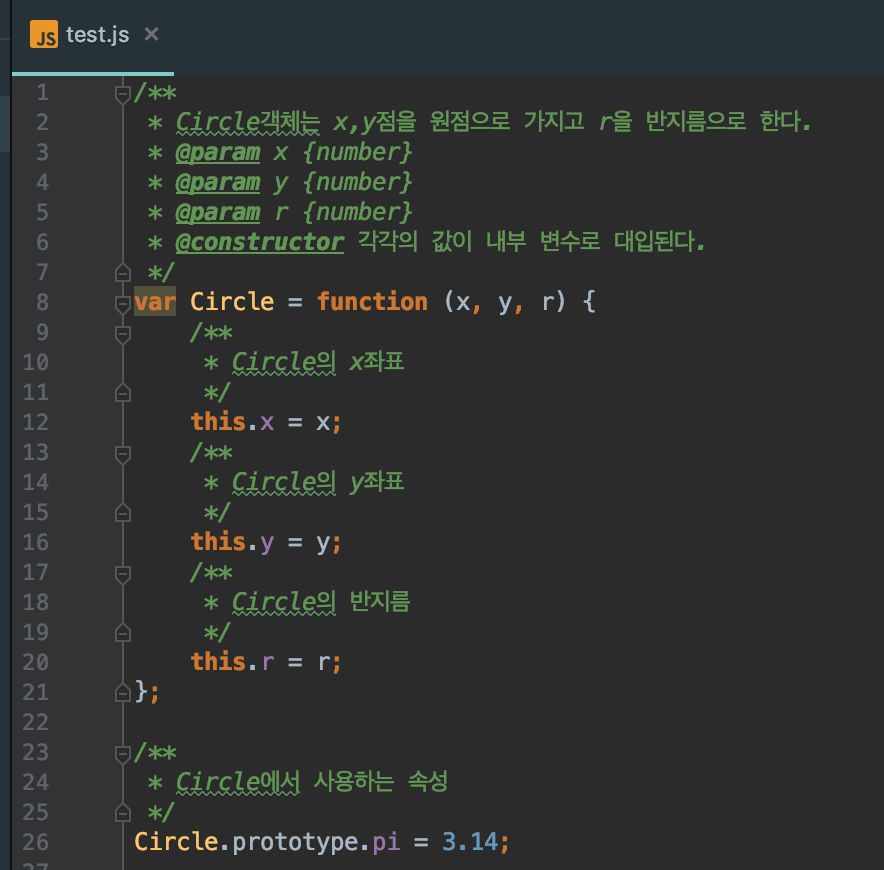 JS test.js ×
1 /**
2  * Circle객체는 x,y점을 원점으로 가지고 r을 반지름으로 한다.
3  * @param x {number}
4  * @param y {number}
5  * @param r {number}
6  * @constructor 각각의 값이 내부 변수로 대입된다.
7  */
8 var Circle = function (x, y, r) {
9     /**
10      * Circle의 x좌표
11      */
12     this.x = x;
13     /**
14      * Circle의 y좌표
15      */
16     this.y = y;
17     /**
18      * Circle의 반지름
19      */
20     this.r = r;
21 };
22
23 /**
24  * Circle에서 사용하는 속성
25  */
26 Circle.prototype.pi = 3.14;
27